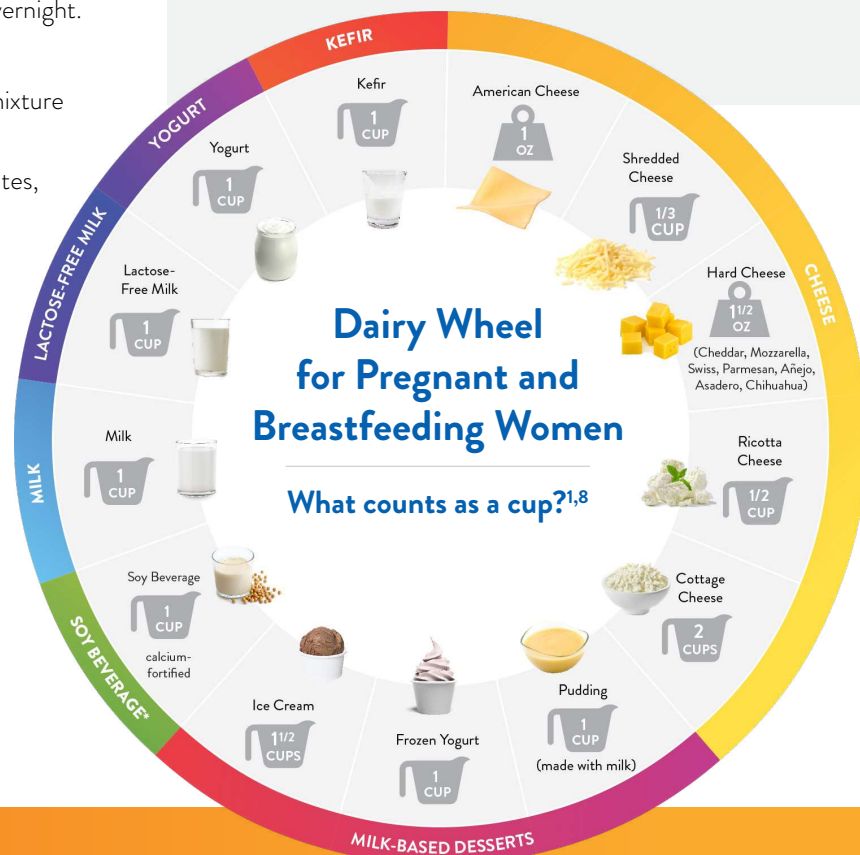 vernight.
mixture
tes,
KEFIR
Kefir
1
CUP
American Cheese
1
OZ
Shredded
Cheese
1/3
CUP
CHEESE
Hard Cheese
1 1/2
OZ
(Cheddar, Mozzarella,
Swiss, Parmesan, Añejo,
Asadero, Chihuahua)
Ricotta
Cheese
1/2
CUP
Cottage
Cheese
2
CUPS
Pudding
1
CUP
(made with milk)
Frozen Yogurt
1
CUP
Ice Cream
1 1/2
CUPS
MILK-BASED DESSERTS
SOY BEVERAGE*
Soy Beverage
1
CUP
calcium-
fortified
MILK
Milk
1
CUP
LACTOSE-FREE MILK
Lactose-
Free Milk
1
CUP
YOGURT
Yogurt
1
CUP
Dairy Wheel
for Pregnant and
Breastfeeding Women
What counts as a cup?1,8